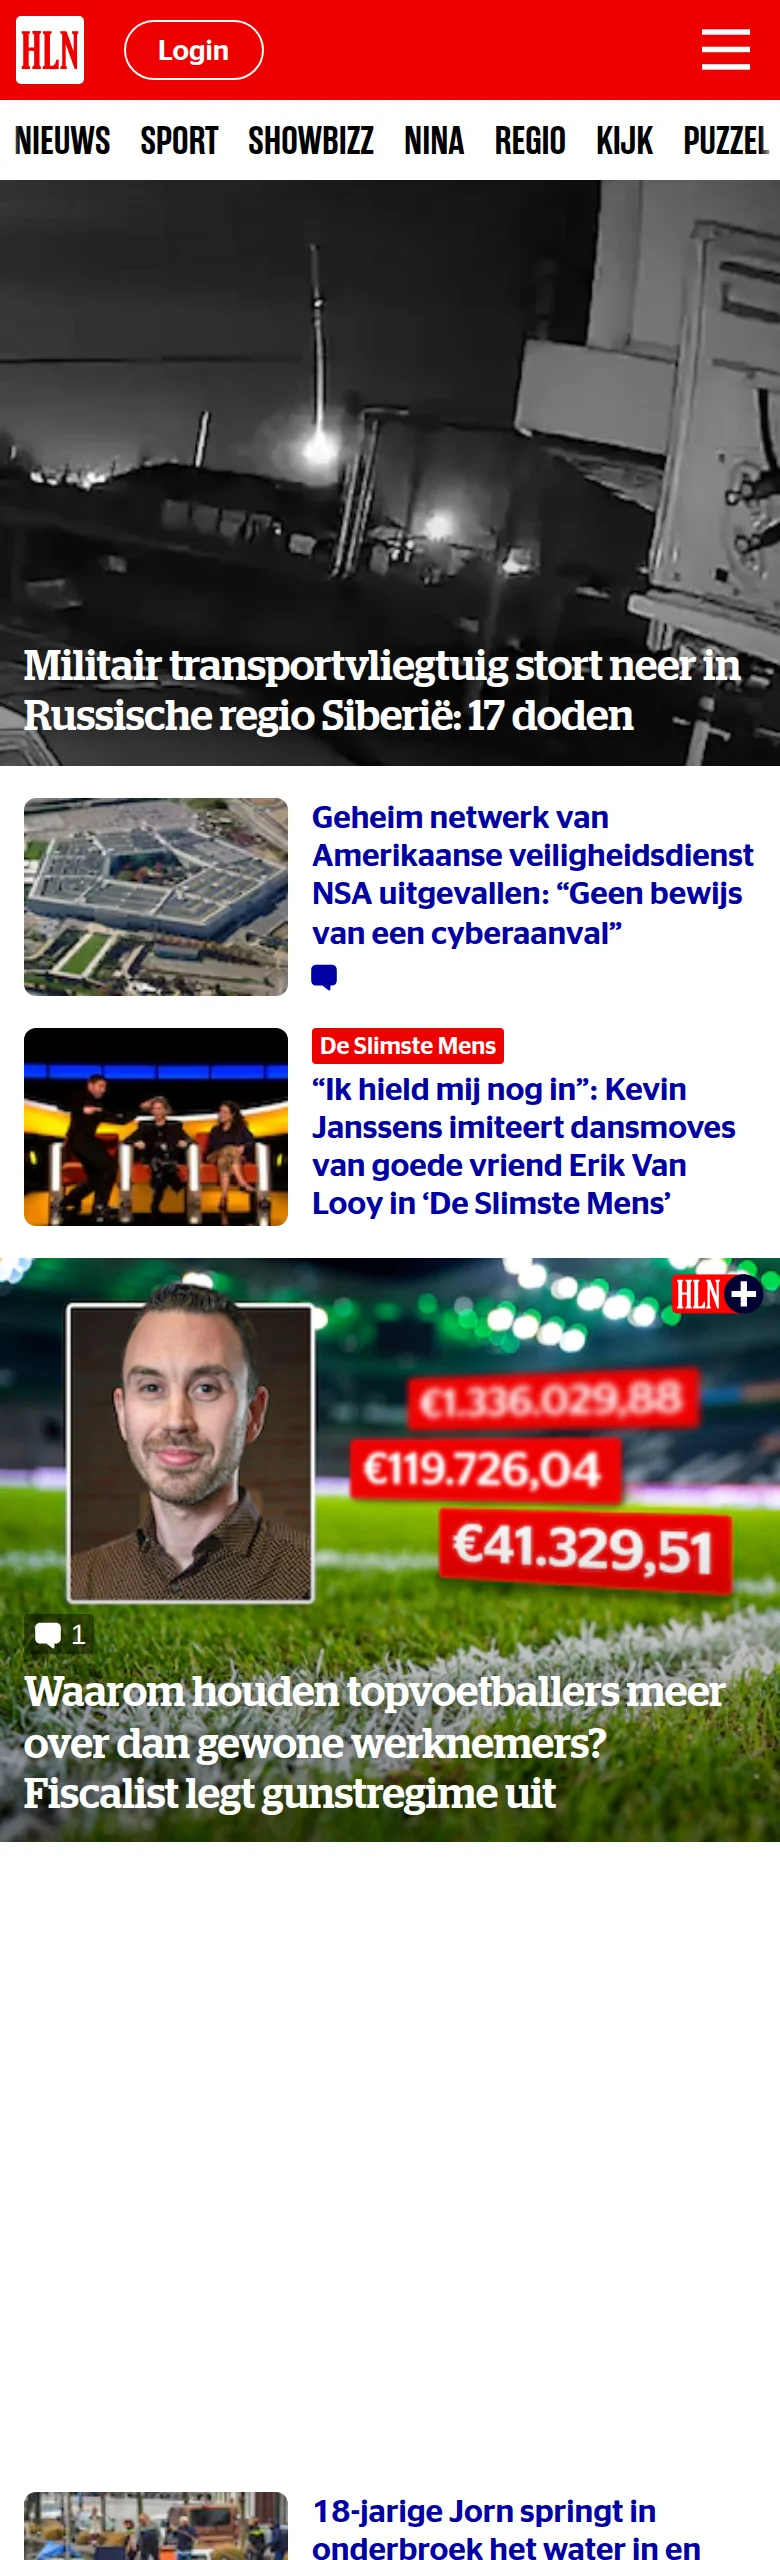 HLN
Login
NIEUWS SPORT SHOWBIZZ NINA REGIO KIJK PUZZEL
Militair transportvliegtuig stort neer in
Russische regio Siberië: 17 doden
Geheim netwerk van
Amerikaanse veiligheidsdienst
NSA uitgevallen: “Geen bewijs
van een cyberaanval”
De Slimste Mens
“Ik hield mij nog in”: Kevin
Janssens imiteert dansmoves
van goede vriend Erik Van
Looy in ‘De Slimste Mens’
HLN+
€1.336.029,88
€119.726,04
€41.329,51
1
Waarom houden topvoetballers meer
over dan gewone werknemers?
Fiscalist legt gunstregime uit
18-jarige Jorn springt in
onderbroek het water in en